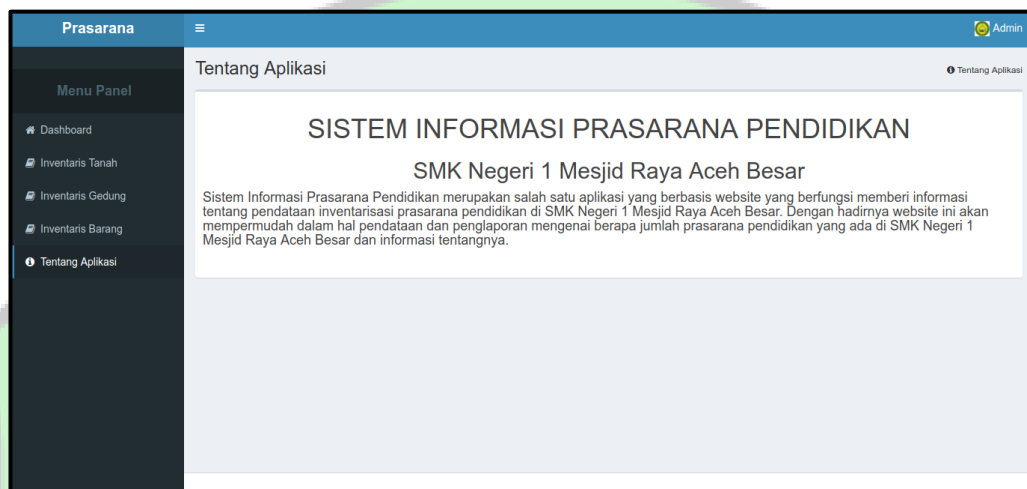 Prasarana
Admin
Menu Panel
Dashboard
Inventaris Tanah
Inventaris Gedung
Inventaris Barang
Tentang Aplikasi
Tentang Aplikasi
Tentang Aplikasi
SISTEM INFORMASI PRASARANA PENDIDIKAN
SMK Negeri 1 Mesjid Raya Aceh Besar
Sistem Informasi Prasarana Pendidikan merupakan salah satu aplikasi yang berbasis website yang berfungsi memberi informasi
tentang pendataan inventarisasi prasarana pendidikan di SMK Negeri 1 Mesjid Raya Aceh Besar. Dengan hadirnya website ini akan
mempermudah dalam hal pendataan dan penglaporan mengenai berapa jumlah prasarana pendidikan yang ada di SMK Negeri 1
Mesjid Raya Aceh Besar dan informasi tentangnya.